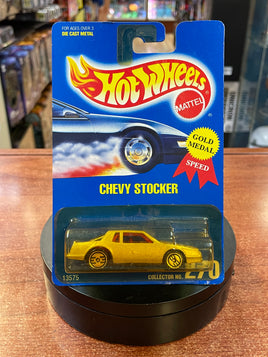 FOR AGES OVER 3
DIE CAST METAL
HOT WHEELS
MATTEL
GOLD
MEDAL
SPEED
CHEVY STOCKER
13575
COLLECTOR NO. 270